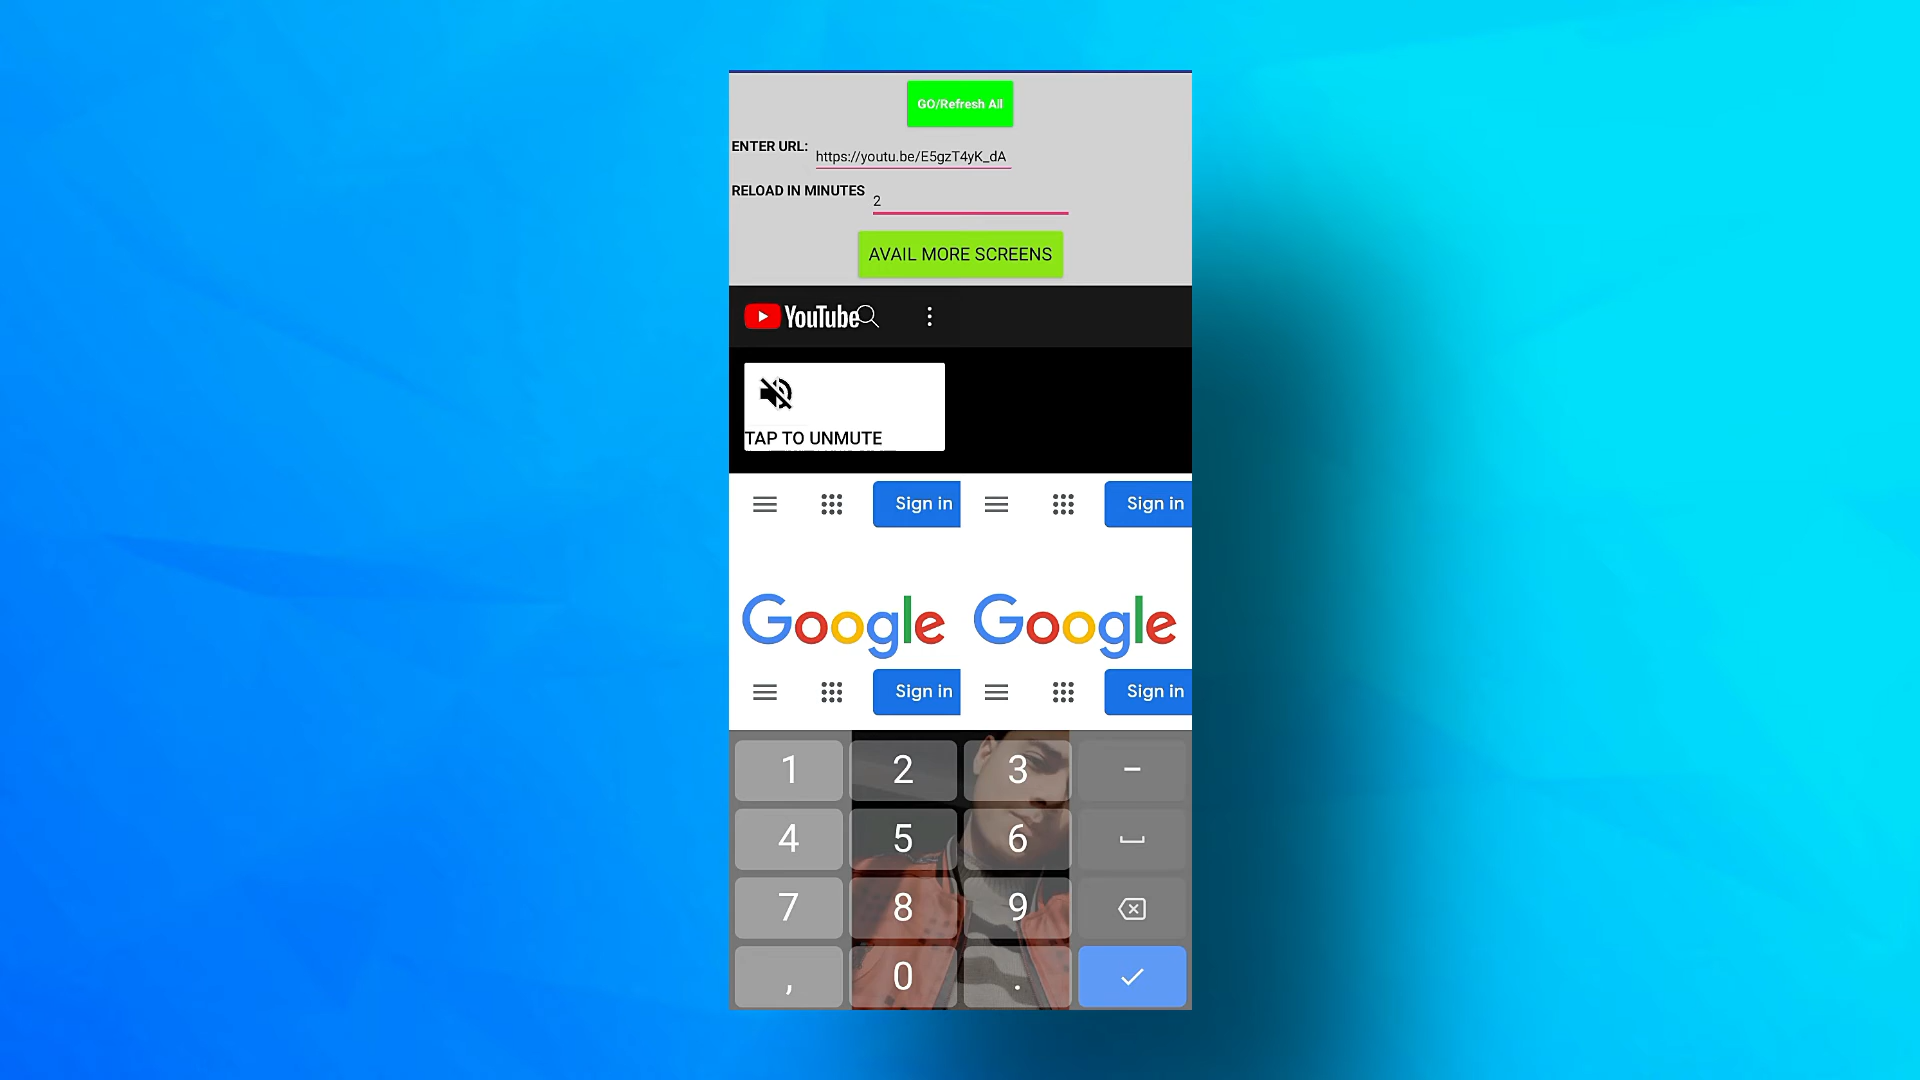 GO/Refresh All
ENTER URL:
https://youtu.be/E5gzT4yK_dA
RELOAD IN MINUTES
2
AVAIL MORE SCREENS
YouTube
TAP TO UNMUTE
Sign in Sign in
Google Google
Sign in Sign in
1 2 3 –
4 5 6
7 8 9
, 0 .